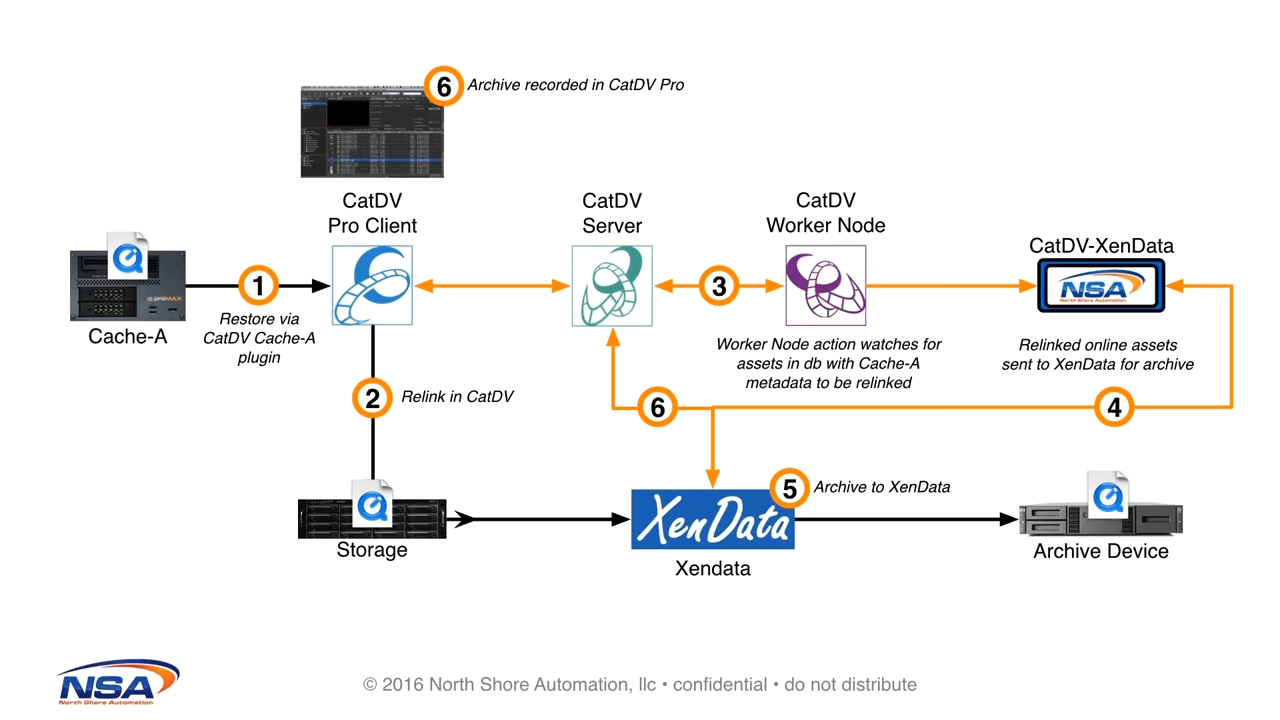 6
Archive recorded in CatDV Pro
CatDV
Pro Client
CatDV
Server
CatDV
Worker Node
CatDV-XenData
NSA
North Shore Automation
proMAX
Cache-A
1
Restore via
CatDV Cache-A
plugin
3
Worker Node action watches for
assets in db with Cache-A
metadata to be relinked
Relinked online assets
sent to XenData for archive
2
Relink in CatDV
6
4
5
Archive to XenData
Storage
XenData
Xendata
Archive Device
NSA
North Shore Automation
© 2016 North Shore Automation, llc • confidential • do not distribute